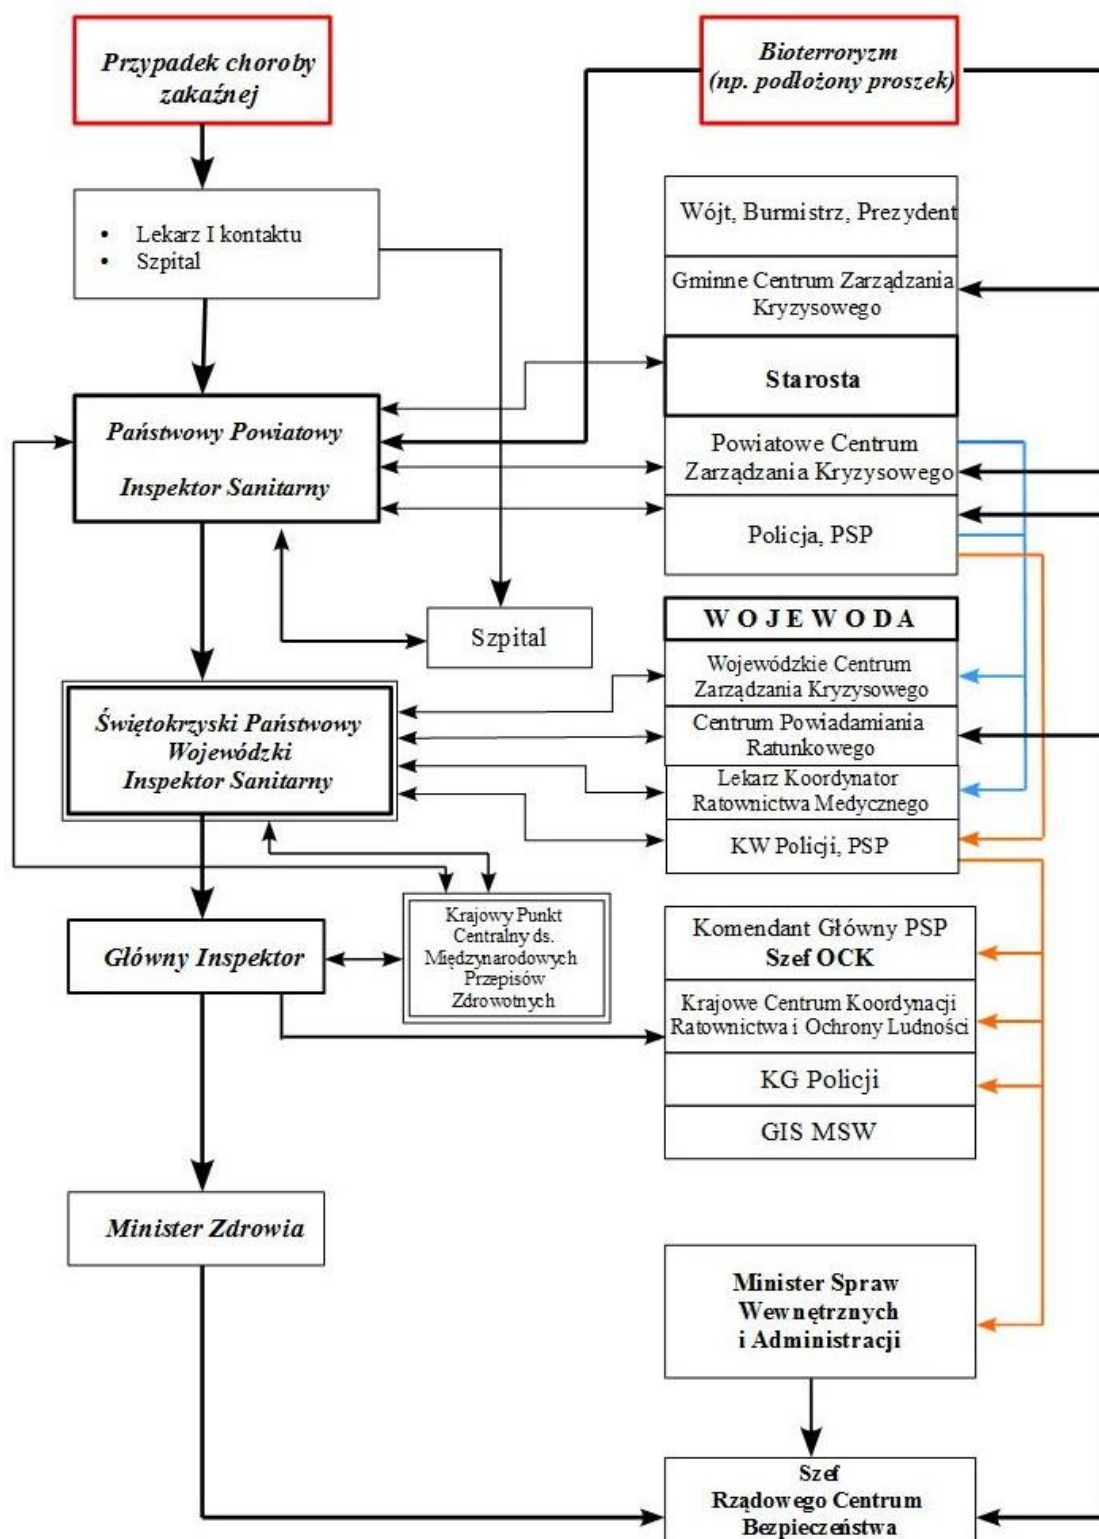 Przypadek choroby
zakaźnej
Bioterroryzm
(np. podłożony proszek)
• Lekarz I kontaktu
• Szpital
Wójt, Burmistrz, Prezydent
Gminne Centrum Zarządzania
Kryzysowego
Starosta
Państwowy Powiatowy
Inspektor Sanitarny
Powiatowe Centrum
Zarządzania Kryzysowego
Policja, PSP
Szpital
W O J E W O D A
Wojewódzkie Centrum
Zarządzania Kryzysowego
Centrum Powiadamiania
Ratunkowego
Lekarz Koordynator
Ratownictwa Medycznego
KW Policji, PSP
Świętokrzyski Państwowy
Wojewódzki
Inspektor Sanitarny
Główny Inspektor
Krajowy Punkt
Centralny ds.
Międzynarodowych
Przepisów
Zdrowotnych
Komendant Główny PSP
Szef OCK
Krajowe Centrum Koordynacji
Ratownictwa i Ochrony Ludności
KG Policji
GIS MSW
Minister Zdrowia
Minister Spraw
Wewnętrznych
i Administracji
Szef
Rządowego Centrum
Bezpieczeństwa